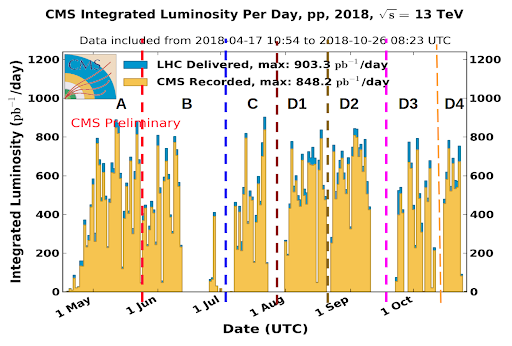 CMS Integrated Luminosity Per Day, pp, 2018, √s = 13 TeV
Data included from 2018-04-17 10:54 to 2018-10-26 08:23 UTC
CMS
LHC Delivered, max: 903.3 pb⁻¹/day
CMS Recorded, max: 848.2 pb⁻¹/day
A B C D1 D2 D3 D4
CMS Preliminary
Integrated Luminosity (pb⁻¹/day)
1200 1200
1000 1000
800 800
600 600
400 400
200 200
0 0
1 May 1 Jun 1 Jul 1 Aug 1 Sep 1 Oct
Date (UTC)